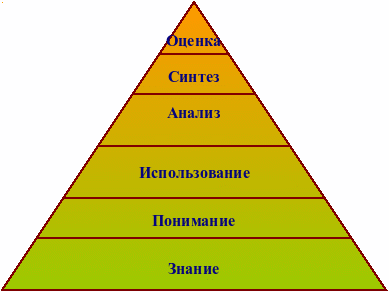 Оценка
Синтез
Анализ
Использование
Понимание
Знание